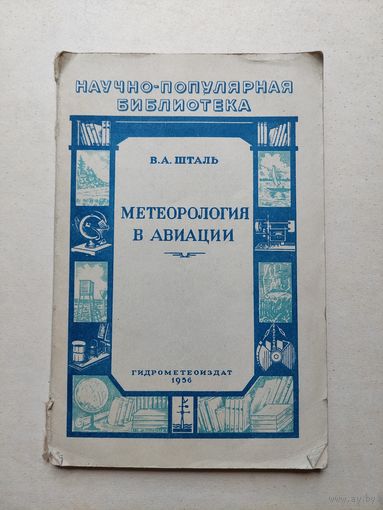 НАУЧНО-ПОПУЛЯРНАЯ
БИБЛИОТЕКА
В. А. ШТАЛЬ
МЕТЕОРОЛОГИЯ
В АВИАЦИИ
ГИДРОМЕТЕОИЗДАТ
1956
www.ay.by